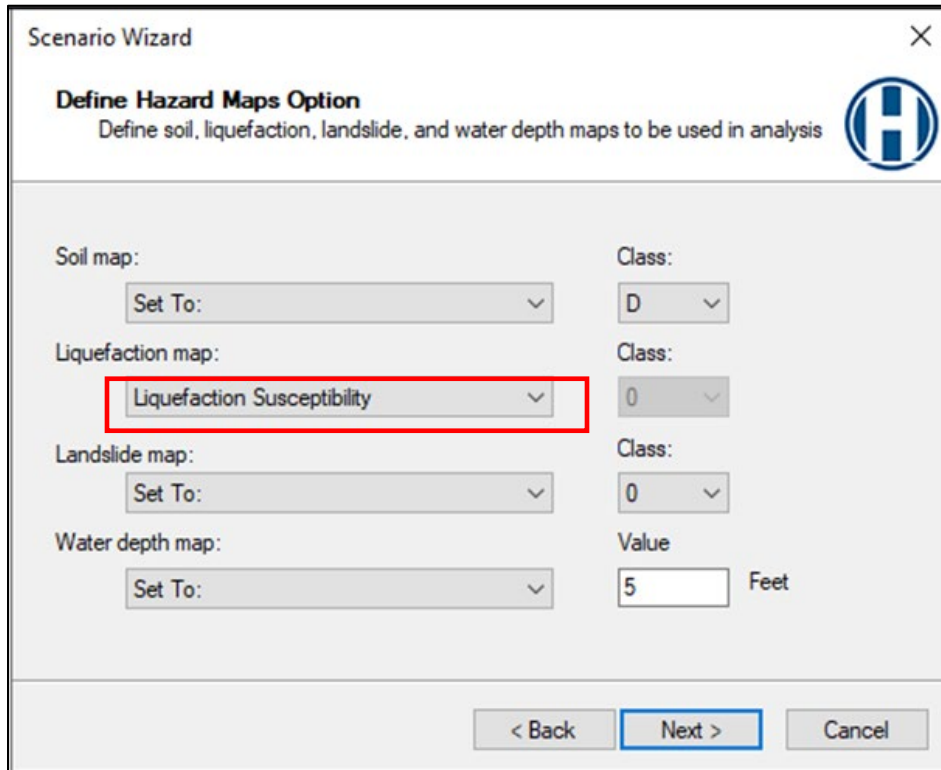 Scenario Wizard
Define Hazard Maps Option
Define soil, liquefaction, landslide, and water depth maps to be used in analysis
Soil map:
Class:
Set To:
D
Liquefaction map:
Class:
Liquefaction Susceptibility
0
Landslide map:
Class:
Set To:
0
Water depth map:
Value
Set To:
5
Feet
< Back
Next >
Cancel